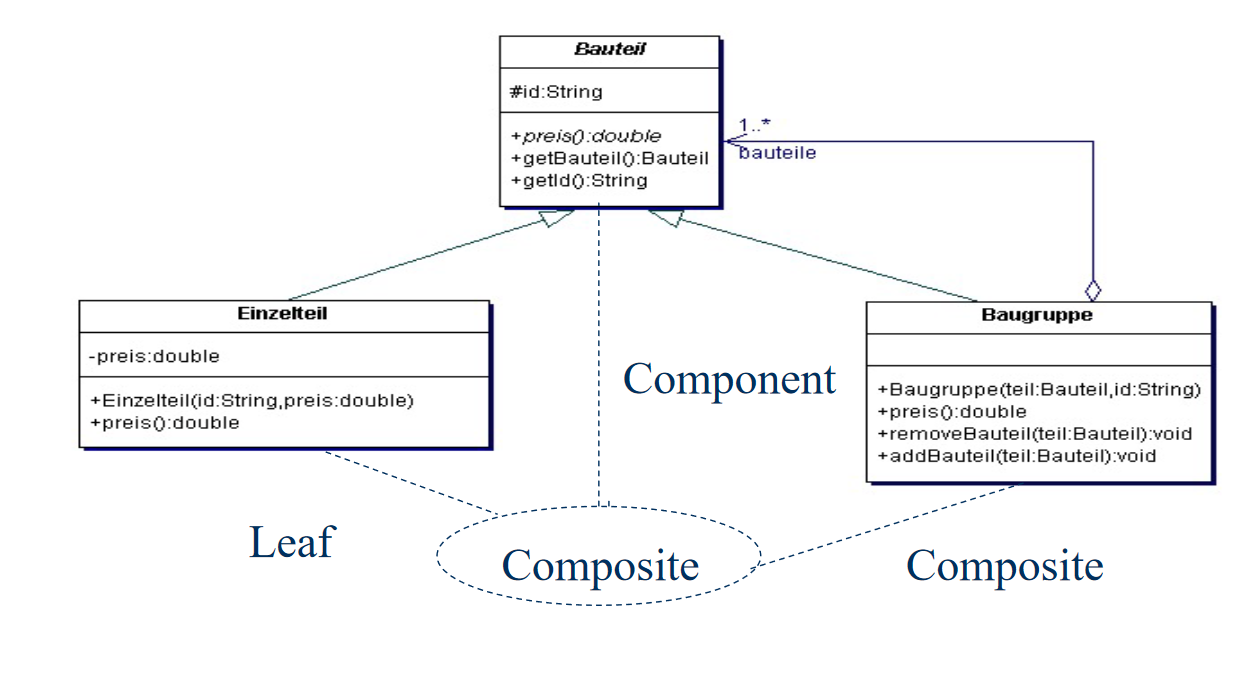 Bauteil
#id:String
+preis():double
+getBauteil():Bauteil
+getId():String
1..*
bauteile
Einzelteil
-preis:double
+Einzelteil(id:String,preis:double)
+preis():double
Baugruppe
+Baugruppe(teil:Bauteil,id:String)
+preis():double
+removeBauteil(teil:Bauteil):void
+addBauteil(teil:Bauteil):void
Component
Leaf
Composite
Composite